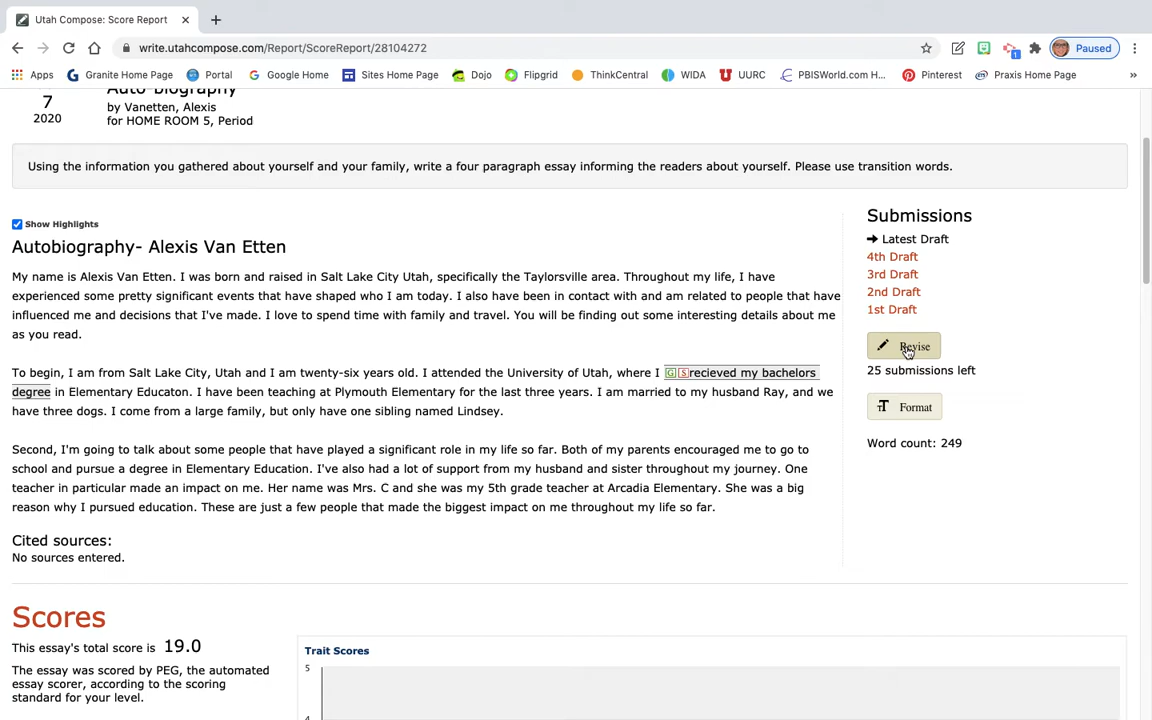 Utah Compose: Score Report
write.utahcompose.com/Report/ScoreReport/28104272
Paused
Apps Granite Home Page Portal Google Home Sites Home Page Dojo Flipgrid ThinkCentral WIDA UURC PBISWorld.com H... Pinterest Praxis Home Page »
Auto-biography
7
2020
by Vanetten, Alexis
for HOME ROOM 5, Period
Using the information you gathered about yourself and your family, write a four paragraph essay informing the readers about yourself. Please use transition words.
Show Highlights
Autobiography- Alexis Van Etten
My name is Alexis Van Etten. I was born and raised in Salt Lake City Utah, specifically the Taylorsville area. Throughout my life, I have
experienced some pretty significant events that have shaped who I am today. I also have been in contact with and am related to people that have
influenced me and decisions that I've made. I love to spend time with family and travel. You will be finding out some interesting details about me
as you read.
To begin, I am from Salt Lake City, Utah and I am twenty-six years old. I attended the University of Utah, where I G S recieved my bachelors
degree in Elementary Educaton. I have been teaching at Plymouth Elementary for the last three years. I am married to my husband Ray, and we
have three dogs. I come from a large family, but only have one sibling named Lindsey.
Second, I'm going to talk about some people that have played a significant role in my life so far. Both of my parents encouraged me to go to
school and pursue a degree in Elementary Education. I've also had a lot of support from my husband and sister throughout my journey. One
teacher in particular made an impact on me. Her name was Mrs. C and she was my 5th grade teacher at Arcadia Elementary. She was a big
reason why I pursued education. These are just a few people that made the biggest impact on me throughout my life so far.
Cited sources:
No sources entered.
Submissions
Latest Draft
4th Draft
3rd Draft
2nd Draft
1st Draft
Revise
25 submissions left
Format
Word count: 249
Scores
This essay's total score is 19.0
The essay was scored by PEG, the automated
essay scorer, according to the scoring
standard for your level.
Trait Scores
5
4